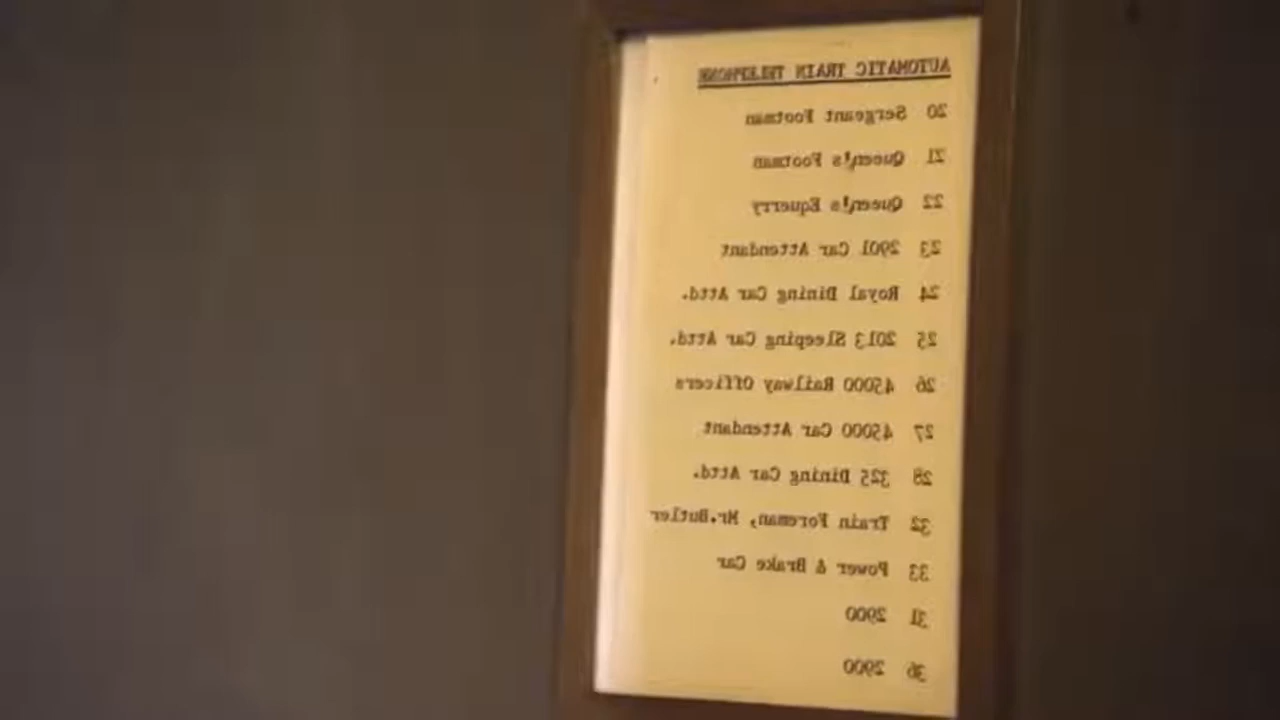 AUTOMATIC TRAIN TELEPHONE
20 Sergeant Footman
21 Queen's Footman
22 Queen's Equerry
23 2901 Car Attendant
24 Royal Dining Car Attd.
25 2013 Sleeping Car Attd.
26 45000 Railway Officers
27 45000 Car Attendant
28 325 Dining Car Attd.
32 Train Foreman, Mr.Butler
33 Power & Brake Car
31 2900
36 2900